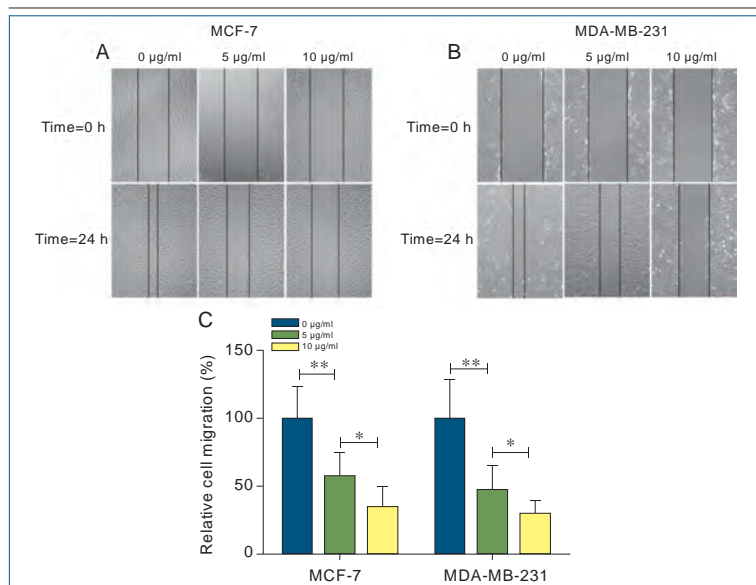 MCF-7
A
0 µg/ml 5 µg/ml 10 µg/ml
Time=0 h
Time=24 h
MDA-MB-231
B
0 µg/ml 5 µg/ml 10 µg/ml
Time=0 h
Time=24 h
C
0 µg/ml
5 µg/ml
10 µg/ml
Relative cell migration (%)
150
100
50
0
**
*
**
*
MCF-7 MDA-MB-231